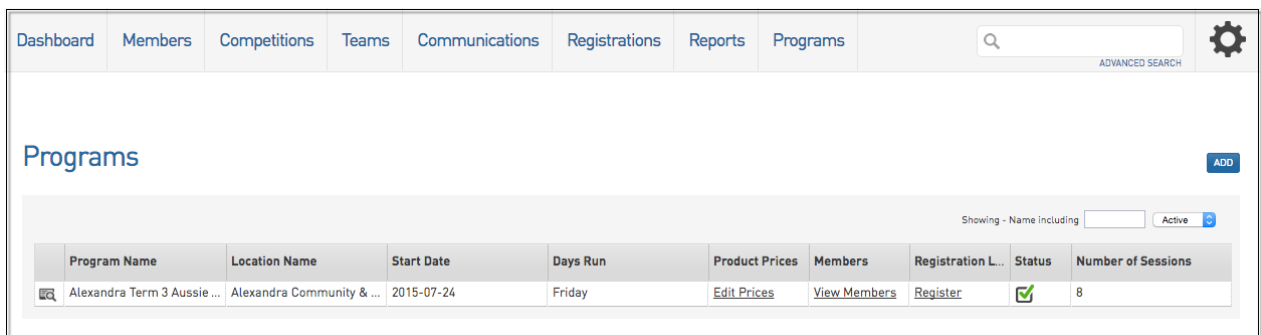 Dashboard Members Competitions Teams Communications Registrations Reports Programs
ADVANCED SEARCH
Programs
ADD
Showing - Name including Active
Program Name Location Name Start Date Days Run Product Prices Members Registration L... Status Number of Sessions
Alexandra Term 3 Aussie ... Alexandra Community & ... 2015-07-24 Friday Edit Prices View Members Register 8